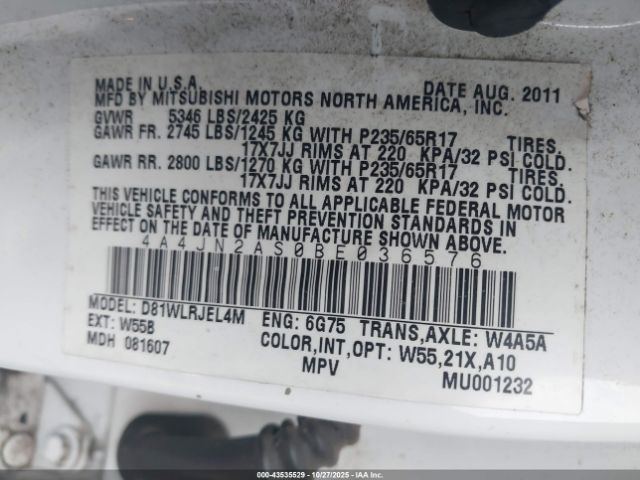 MADE IN U.S.A. DATE AUG. 2011
MFD BY MITSUBISHI MOTORS NORTH AMERICA, INC.
GVWR 5346 LBS/2425 KG
GAWR FR. 2745 LBS/1245 KG WITH P235/65R17 TIRES,
17X7JJ RIMS AT 220 KPA/32 PSI COLD.
GAWR RR. 2800 LBS/1270 KG WITH P235/65R17 TIRES,
17X7JJ RIMS AT 220 KPA/32 PSI COLD.
THIS VEHICLE CONFORMS TO ALL APPLICABLE FEDERAL MOTOR
VEHICLE SAFETY AND THEFT PREVENTION STANDARDS IN
EFFECT ON THE DATE OF MANUFACTURE SHOWN ABOVE.
4A4JN2AS0BE036576
MODEL: D81WLRJEL4M ENG: 6G75 TRANS,AXLE: W4A5A
EXT: W55B COLOR,INT,OPT: W55,21X,A10
MDH 081607 MPV MU001232
© IAA - <43535529> - 10/27/2025 - IAAI.COM